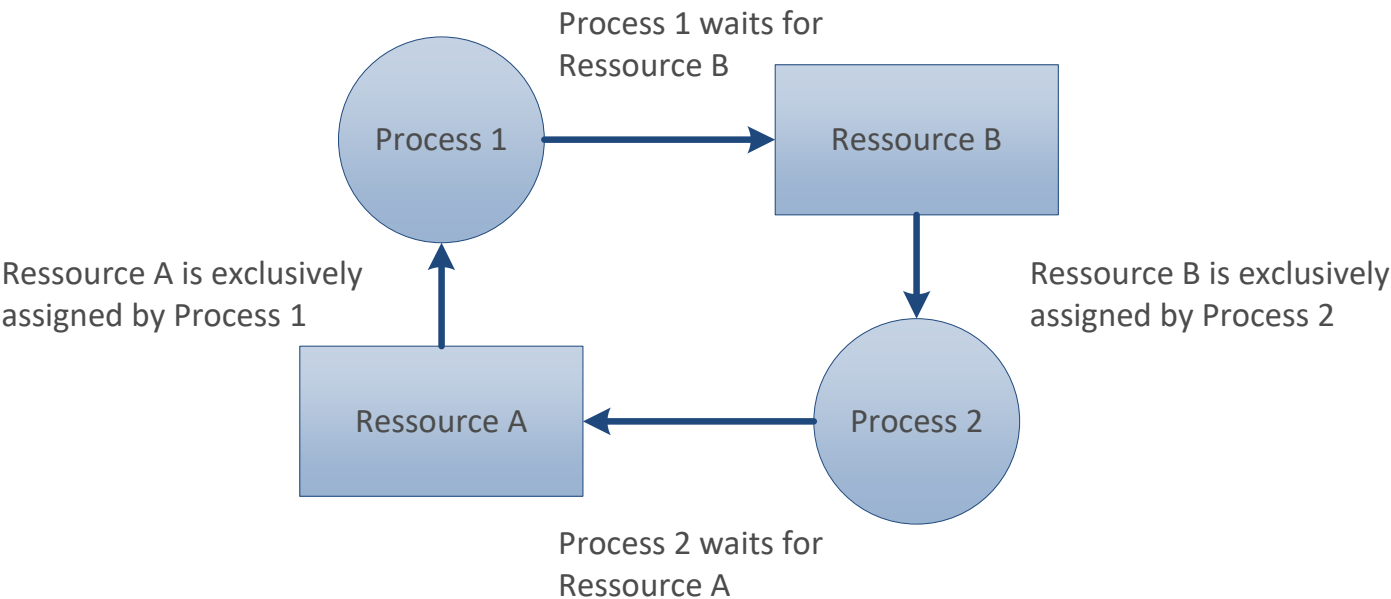 Process 1 waits for
Ressource B
Process 1
Ressource B
Ressource A is exclusively
assigned by Process 1
Ressource B is exclusively
assigned by Process 2
Ressource A
Process 2
Process 2 waits for
Ressource A